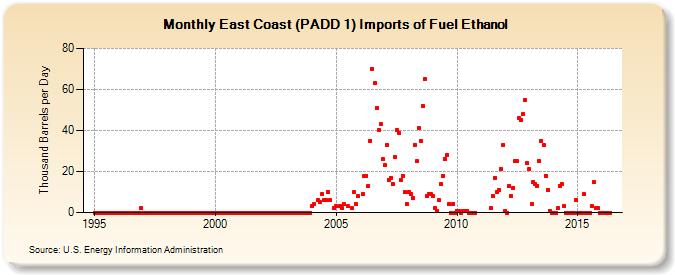 Monthly East Coast (PADD 1) Imports of Fuel Ethanol
Thousand Barrels per Day
80
60
40
20
0
1995 2000 2005 2010 2015
Source: U.S. Energy Information Administration